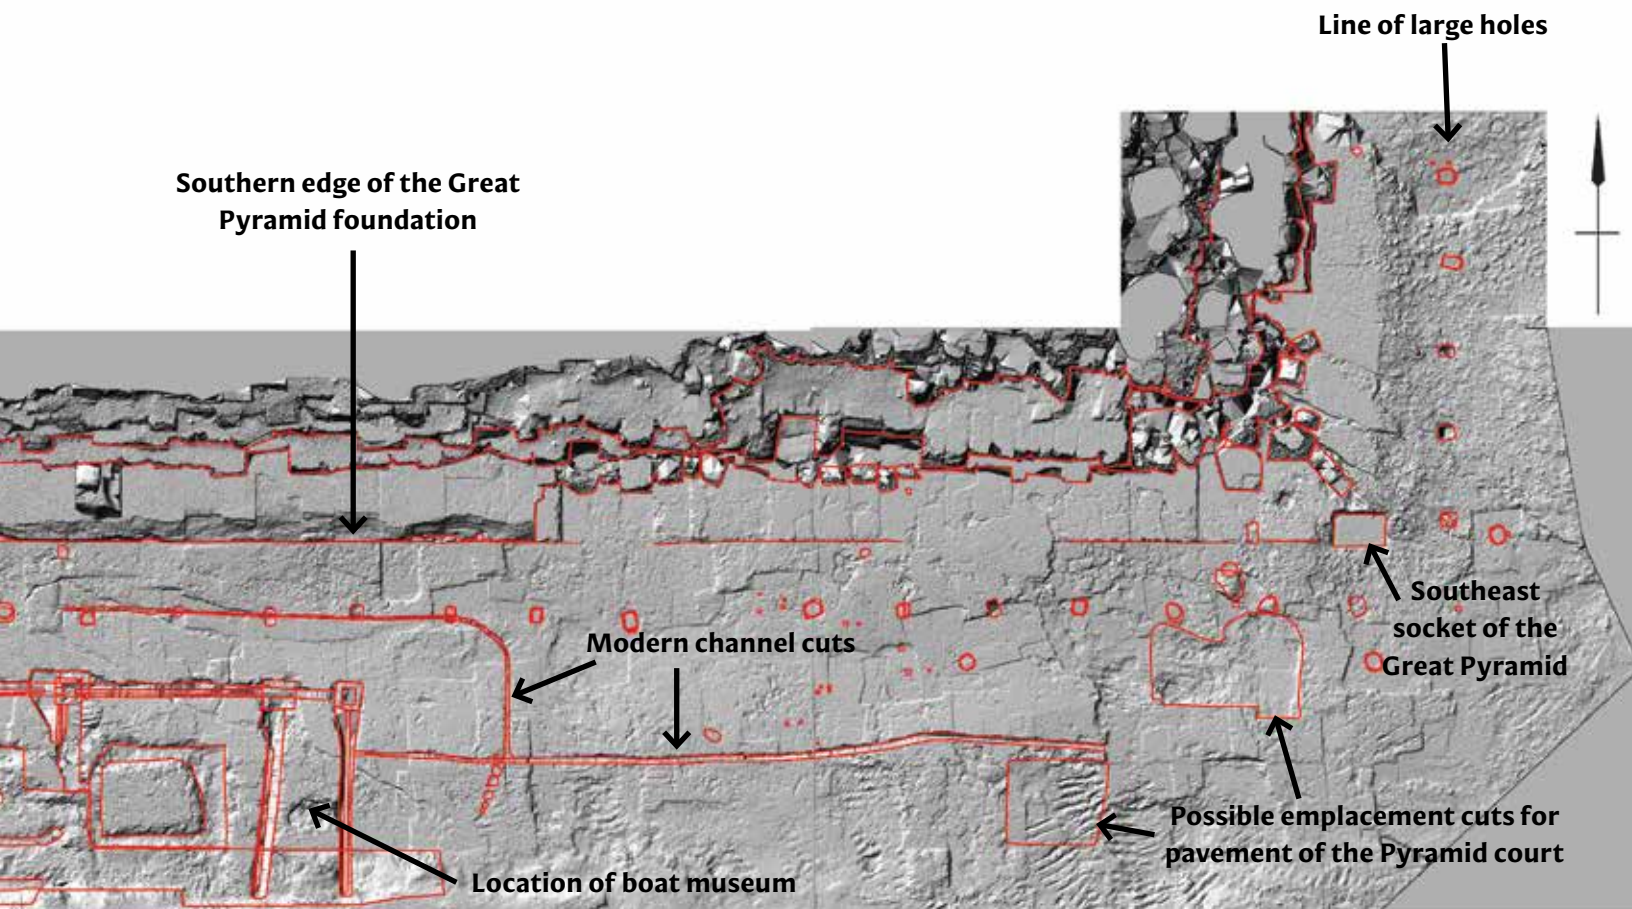 Line of large holes
Southern edge of the Great
Pyramid foundation
Modern channel cuts
Southeast
socket of the
Great Pyramid
Possible emplacement cuts for
pavement of the Pyramid court
Location of boat museum